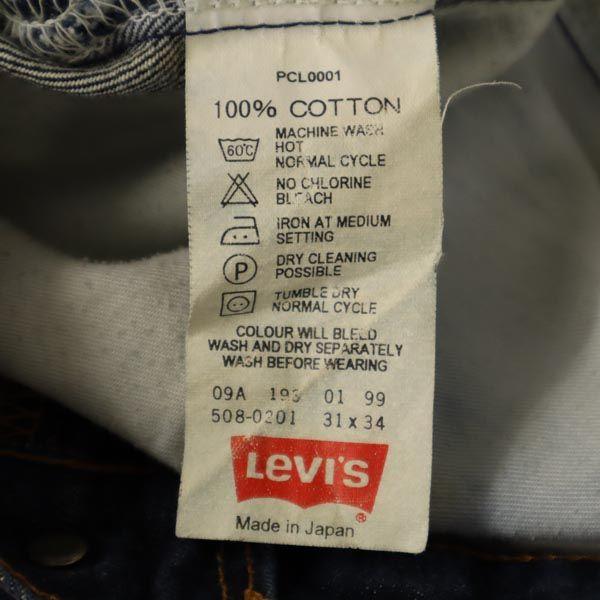 PCL0001
100% COTTON
60°C
MACHINE WASH
HOT
NORMAL CYCLE
NO CHLORINE
BLEACH
IRON AT MEDIUM
SETTING
P
DRY CLEANING
POSSIBLE
TUMBLE DRY
NORMAL CYCLE
COLOUR WILL BLEED
WASH AND DRY SEPARATELY
WASH BEFORE WEARING
09A 193 01 99
508-0201 31 x 34
LEVI'S
®
Made in Japan